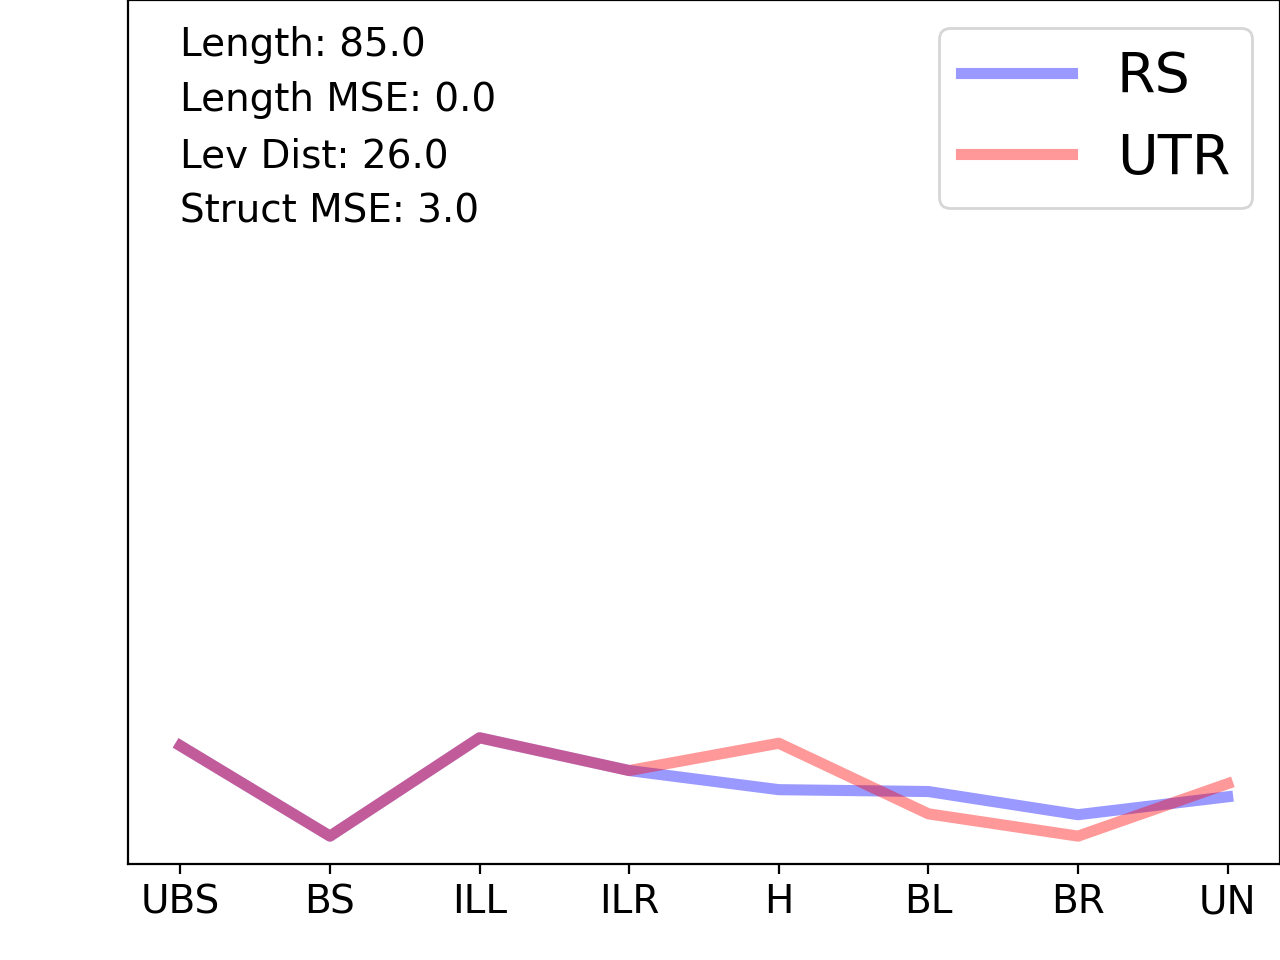 Length: 85.0
Length MSE: 0.0
Lev Dist: 26.0
Struct MSE: 3.0
RS
UTR
UBS BS ILL ILR H BL BR UN